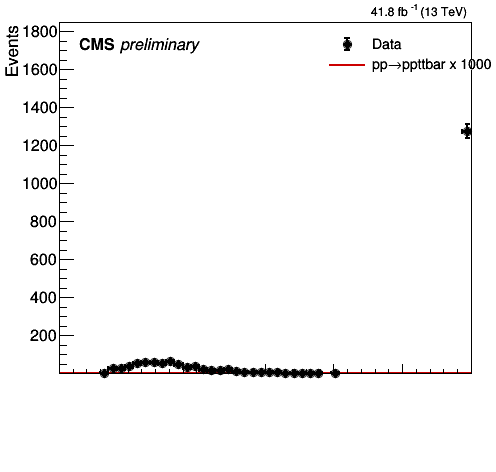 41.8 fb⁻¹ (13 TeV)
Events
CMS preliminary
Data
pp→ppttbar x 1000
1800
1600
1400
1200
1000
800
600
400
200